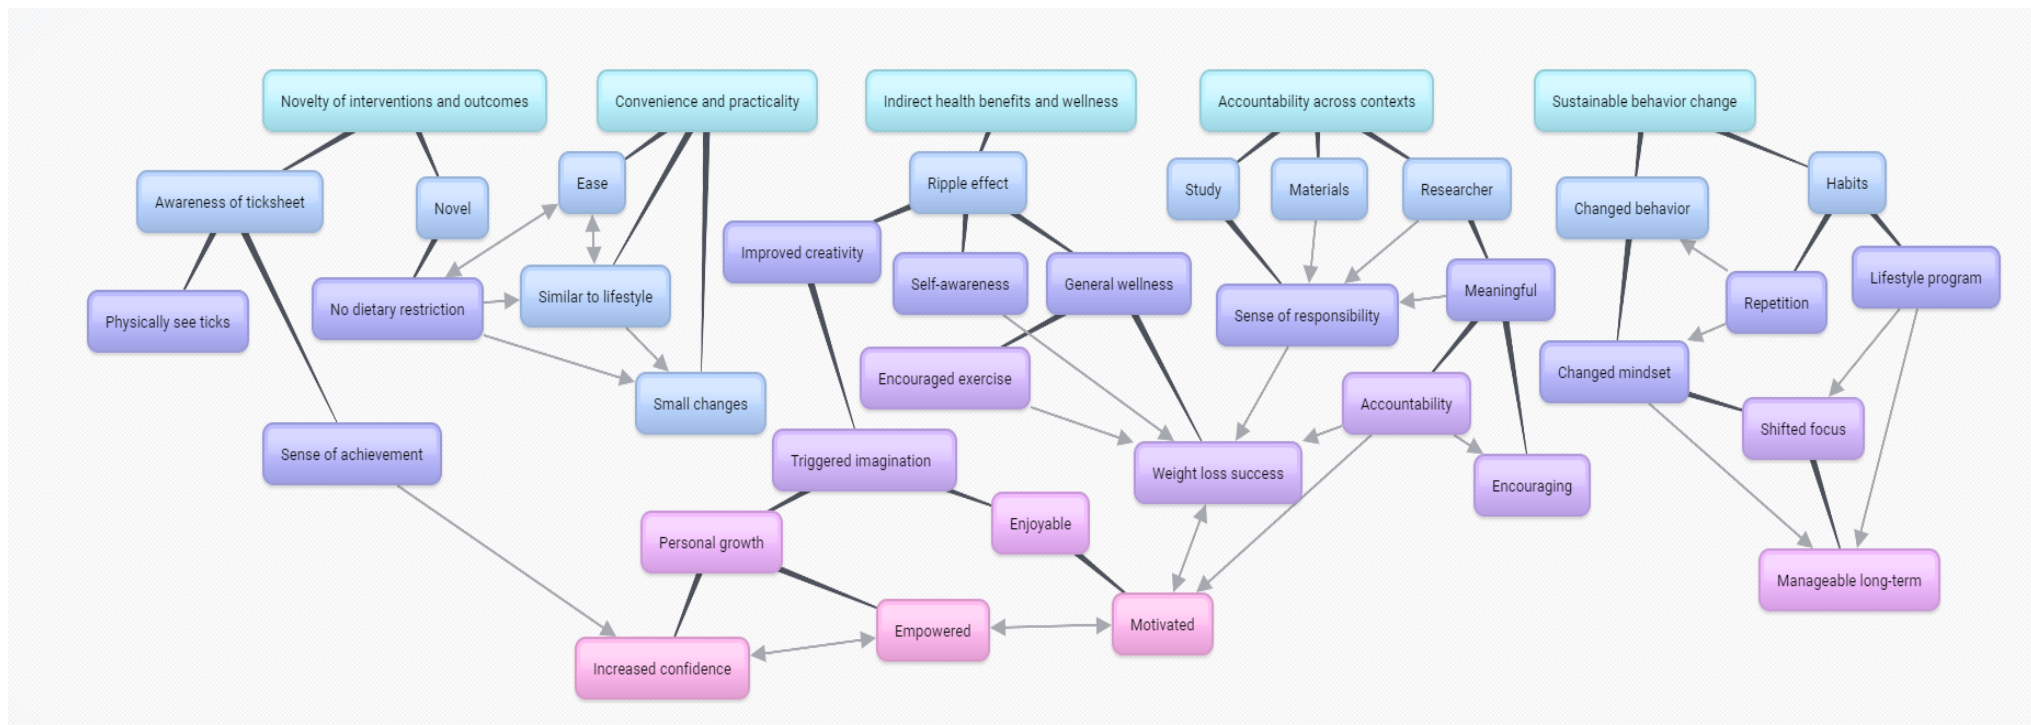 Novelty of interventions and outcomes
Convenience and practicality
Indirect health benefits and wellness
Accountability across contexts
Sustainable behavior change
Awareness of ticksheet
Novel
Ease
Ripple effect
Study
Materials
Researcher
Changed behavior
Habits
Physically see ticks
No dietary restriction
Similar to lifestyle
Improved creativity
Self-awareness
General wellness
Sense of responsibility
Meaningful
Repetition
Lifestyle program
Small changes
Encouraged exercise
Accountability
Changed mindset
Shifted focus
Sense of achievement
Triggered imagination
Weight loss success
Encouraging
Personal growth
Enjoyable
Manageable long-term
Increased confidence
Empowered
Motivated